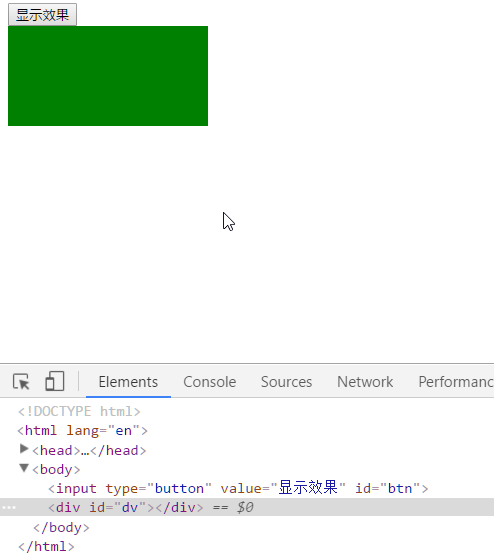 显示效果
Elements Console Sources Network Performanc
<!DOCTYPE html>
<html lang="en">
<head>…</head>
<body>
<input type="button" value="显示效果" id="btn">
<div id="dv"></div> == $0
</body>
</html>